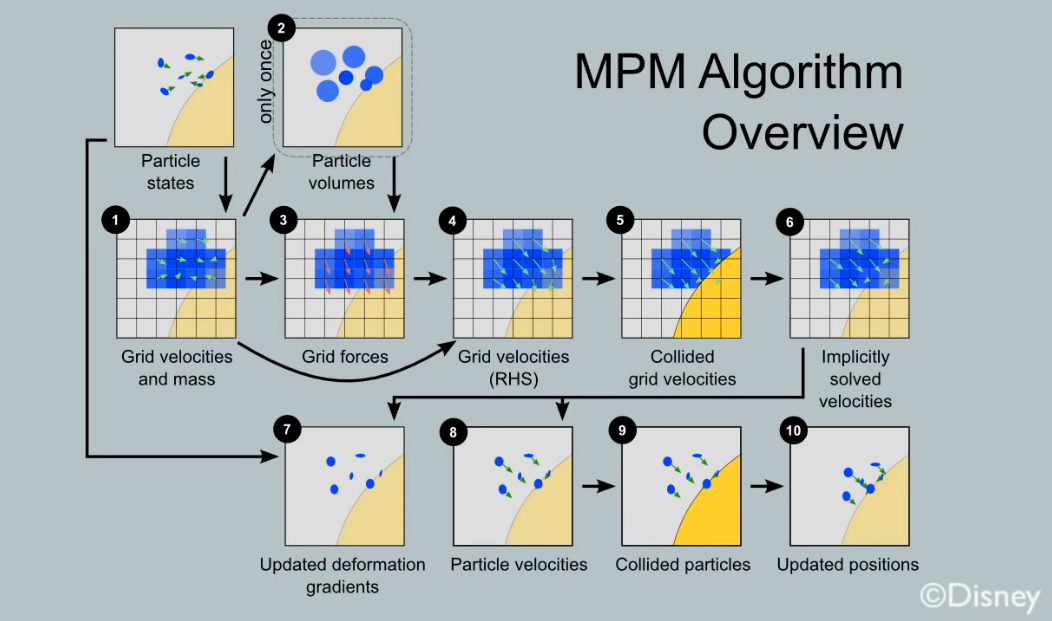 MPM Algorithm
Overview
2
only once
Particle
states
Particle
volumes
1
3
4
5
6
Grid velocities
and mass
Grid forces
Grid velocities
(RHS)
Collided
grid velocities
Implicitly
solved
velocities
7
8
9
10
Updated deformation
gradients
Particle velocities
Collided particles
Updated positions
©Disney